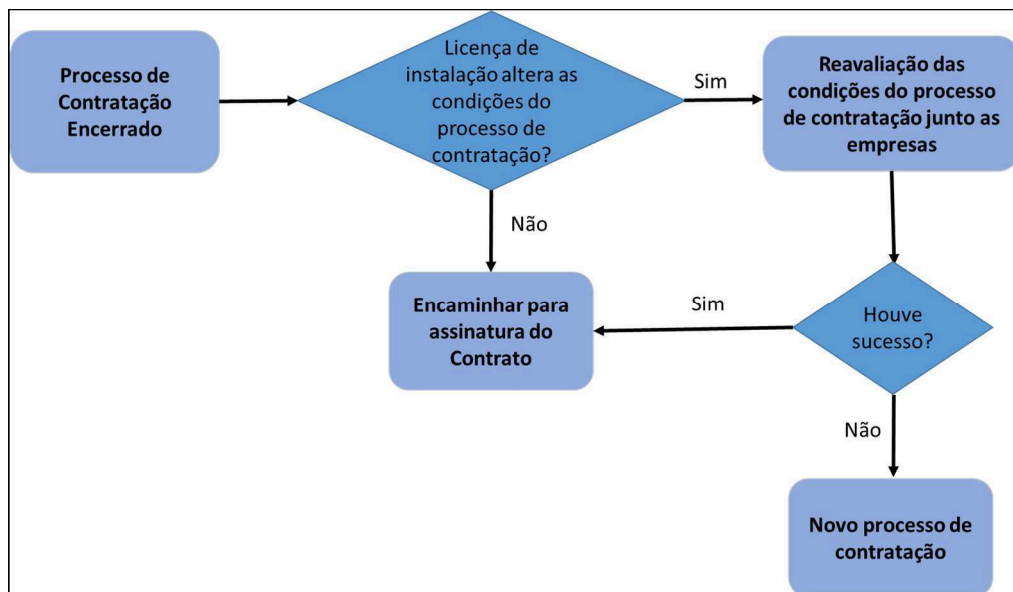 Processo de
Contratação
Encerrado
Licença de
instalação altera as
condições do
processo de
contratação?
Sim
Reavaliação das
condições do processo
de contratação junto as
empresas
Não
Encaminhar para
assinatura do
Contrato
Sim
Houve
sucesso?
Não
Novo processo de
contratação